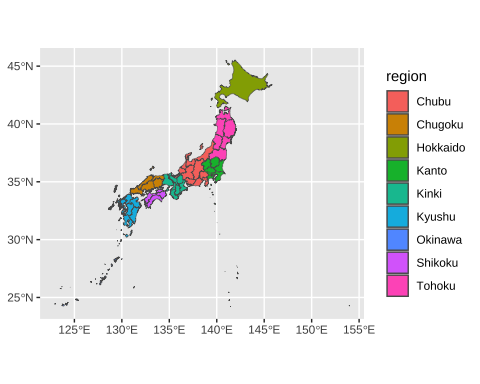 45°N
40°N
35°N
30°N
25°N
125°E 130°E 135°E 140°E 145°E 150°E 155°E
region
Chubu
Chugoku
Hokkaido
Kanto
Kinki
Kyushu
Okinawa
Shikoku
Tohoku